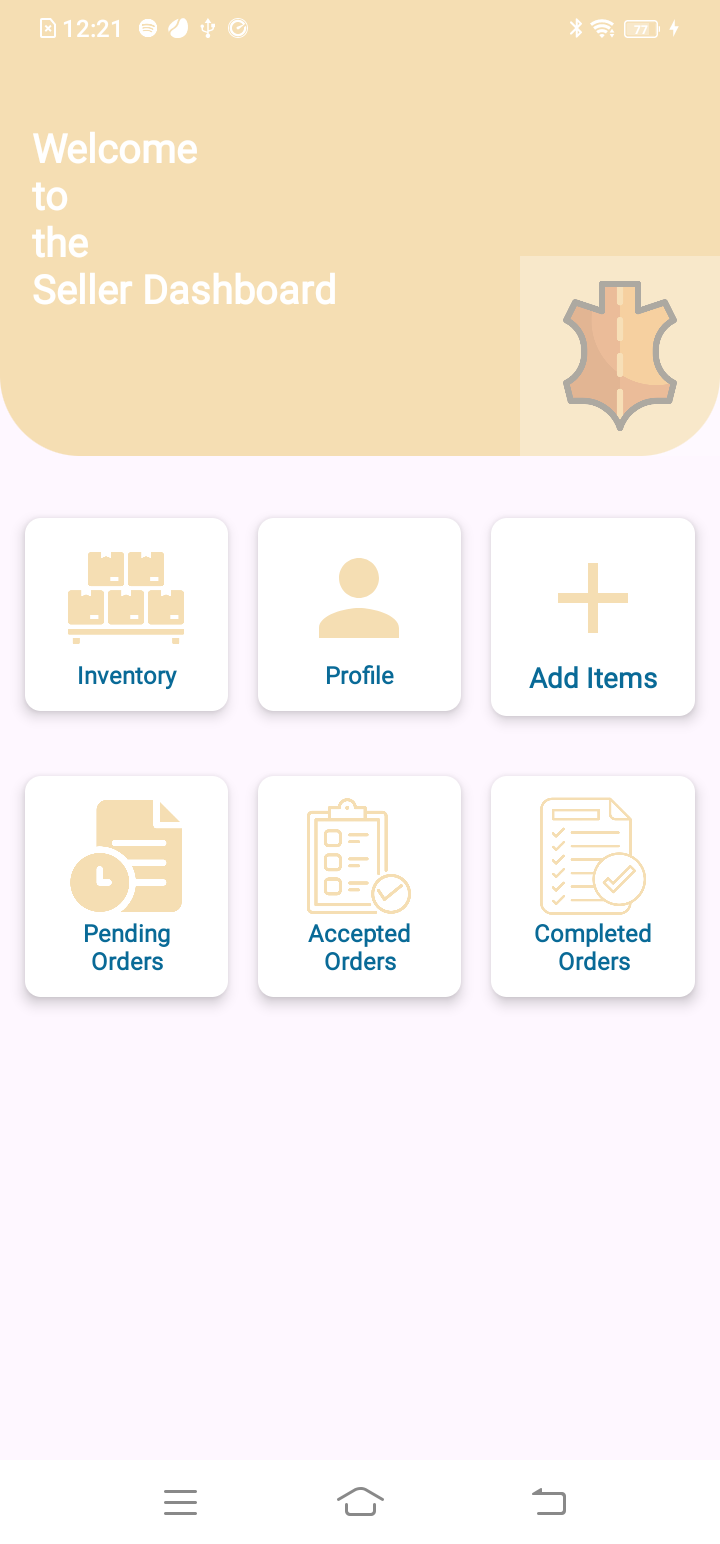 12:21
77
Welcome
to
the
Seller Dashboard
Inventory
Profile
Add Items
Pending
Orders
Accepted
Orders
Completed
Orders